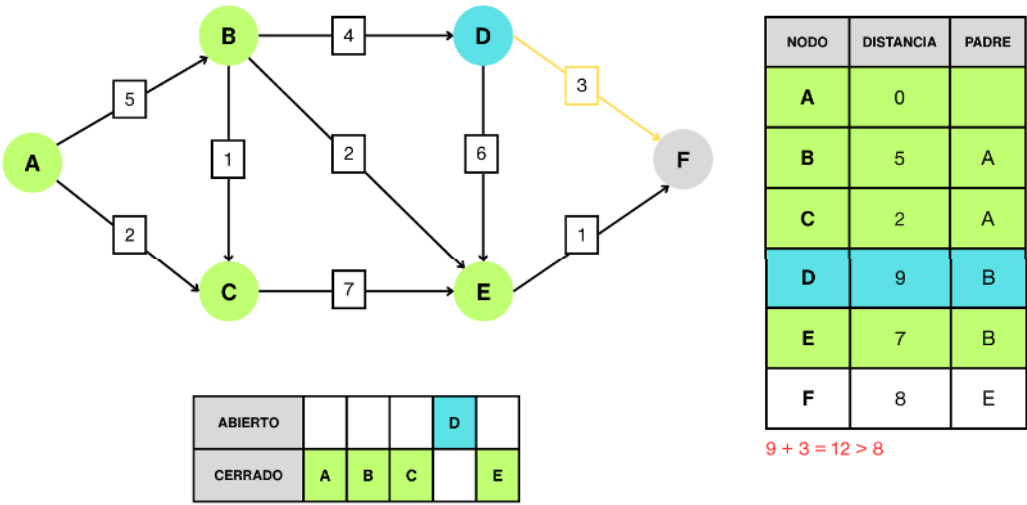 B
4
D
5
3
A
1
2
6
F
2
1
C
7
E
NODO DISTANCIA PADRE
A 0
B 5 A
C 2 A
D 9 B
E 7 B
F 8 E
9 + 3 = 12 > 8
ABIERTO D
CERRADO A B C E